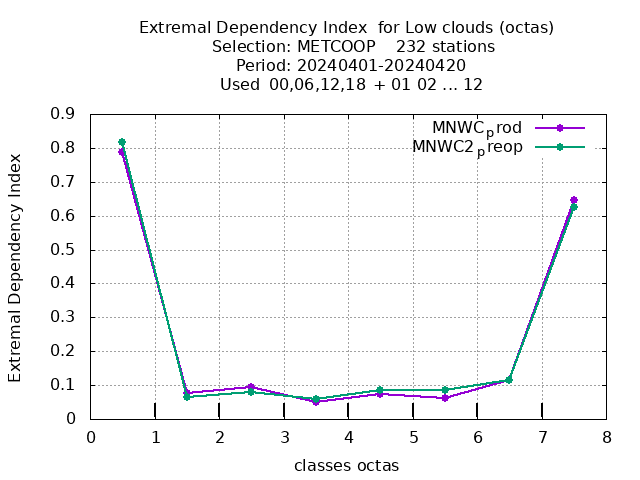 Extremal Dependency Index  for Low clouds (octas)
Selection: METCOOP    232 stations
Period: 20240401-20240420
Used  00,06,12,18  + 01 02 ... 12
MNWCprod
MNWC2preop
Extremal Dependency Index
0.9
0.8
0.7
0.6
0.5
0.4
0.3
0.2
0.1
0
0 1 2 3 4 5 6 7 8
classes octas